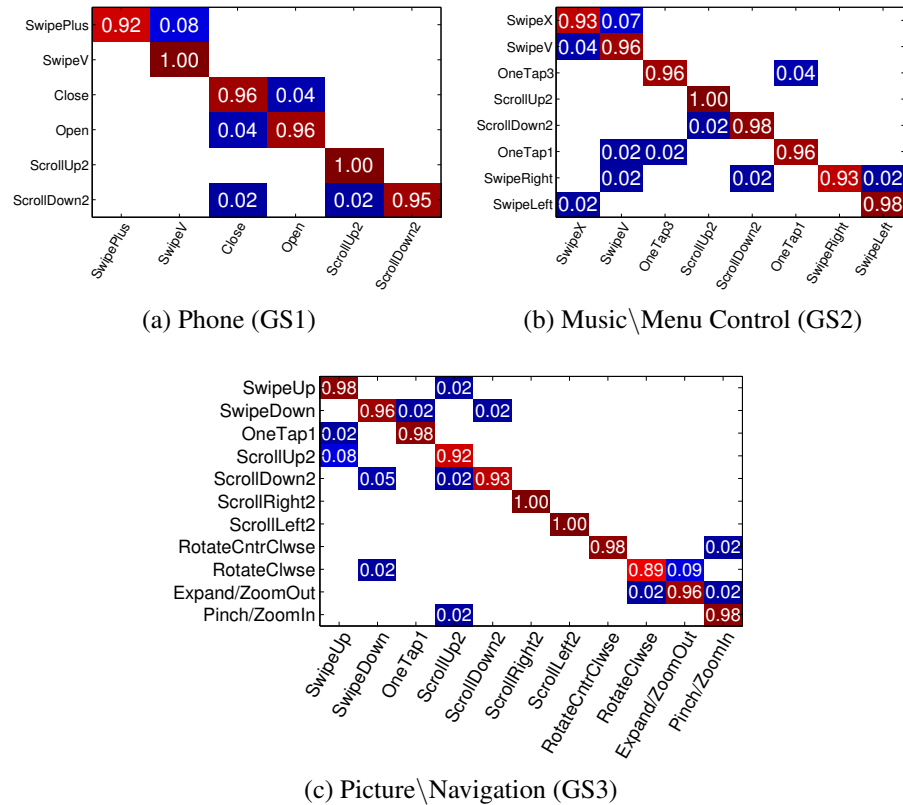 SwipePlus 0.92 0.08
SwipeV 1.00
Close 0.96 0.04
Open 0.04 0.96
ScrollUp2 1.00
ScrollDown2 0.02 0.02 0.95
SwipePlus SwipeV Close Open ScrollUp2 ScrollDown2
(a) Phone (GS1)
SwipeX 0.93 0.07
SwipeV 0.04 0.96
OneTap3 0.96 0.04
ScrollUp2 1.00
ScrollDown2 0.02 0.98
OneTap1 0.02 0.02 0.96
SwipeRight 0.02 0.02 0.93 0.02
SwipeLeft 0.02 0.98
SwipeX SwipeV OneTap3 ScrollUp2 ScrollDown2 OneTap1 SwipeRight SwipeLeft
(b) Music\Menu Control (GS2)
SwipeUp 0.98 0.02
SwipeDown 0.96 0.02 0.02
OneTap1 0.02 0.98
ScrollUp2 0.08 0.92
ScrollDown2 0.05 0.02 0.93
ScrollRight2 1.00
ScrollLeft2 1.00
RotateCntrClwse 0.98 0.02
RotateClwse 0.02 0.89 0.09
Expand/ZoomOut 0.02 0.96 0.02
Pinch/ZoomIn 0.02 0.98
SwipeUp SwipeDown OneTap1 ScrollUp2 ScrollDown2 ScrollRight2 ScrollLeft2 RotateCntrClwse RotateClwse Expand/ZoomOut Pinch/ZoomIn
(c) Picture\Navigation (GS3)